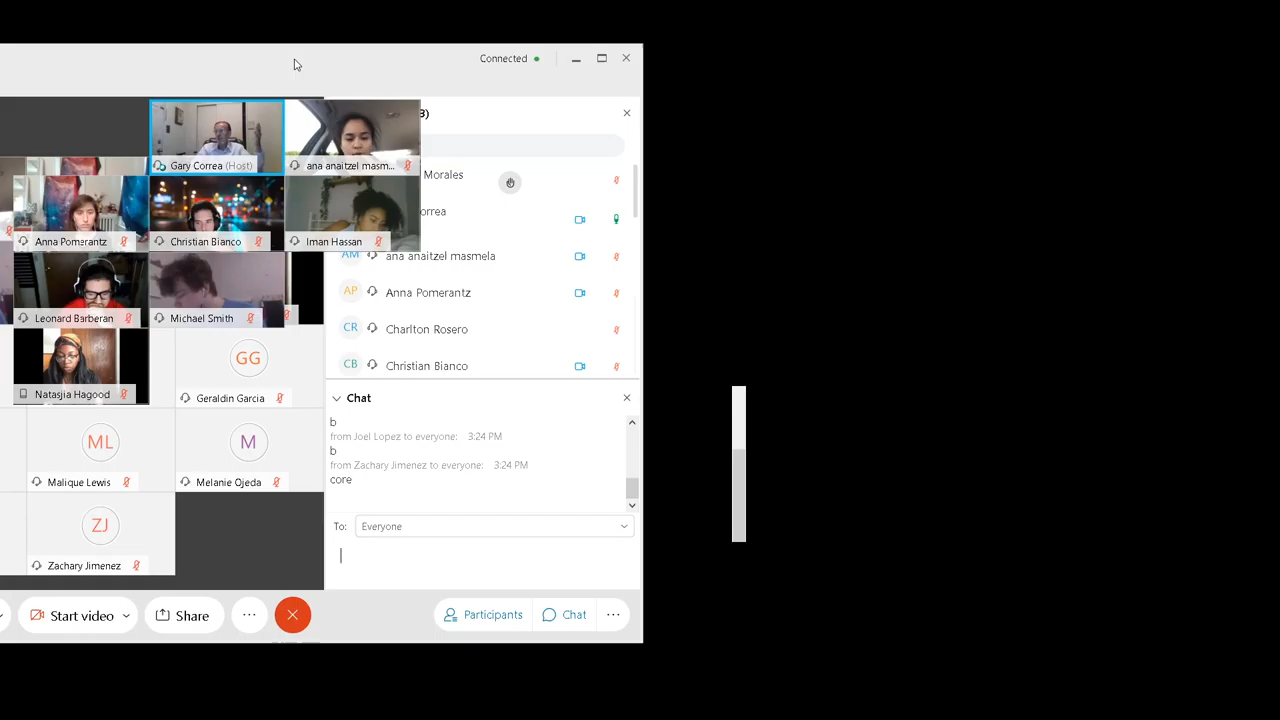 Connected
3)
Gary Correa (Host)
ana anaitzel masm...
Morales
orrea
Anna Pomerantz
Christian Bianco
Iman Hassan
AM
ana anaitzel masmela
AP
Anna Pomerantz
Leonard Barberan
Michael Smith
CR
Charlton Rosero
GG
CB
Christian Bianco
Natasjia Hagood
Geraldin Garcia
Chat
b
from Joel Lopez to everyone: 3:24 PM
b
from Zachary Jimenez to everyone: 3:24 PM
core
ML
M
Malique Lewis
Melanie Ojeda
To:
Everyone
ZJ
Zachary Jimenez
Start video
Share
Participants
Chat